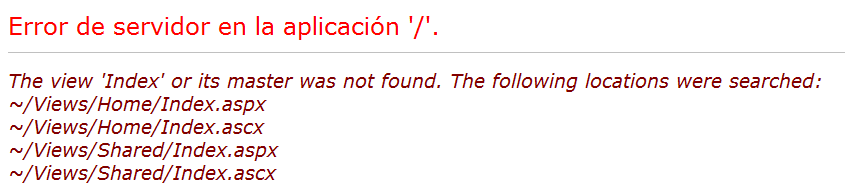 Error de servidor en la aplicación '/'.
The view 'Index' or its master was not found. The following locations were searched:
~/Views/Home/Index.aspx
~/Views/Home/Index.ascx
~/Views/Shared/Index.aspx
~/Views/Shared/Index.ascx